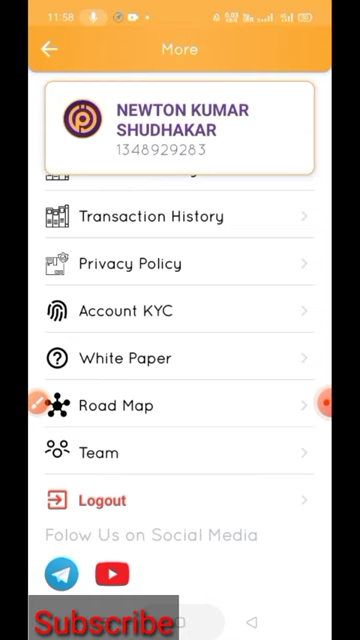 11:58
More
NEWTON KUMAR
SHUDHAKAR
1348929283
Transaction History
Privacy Policy
Account KYC
White Paper
Road Map
Team
Logout
Follow Us on Social Media
Subscribe